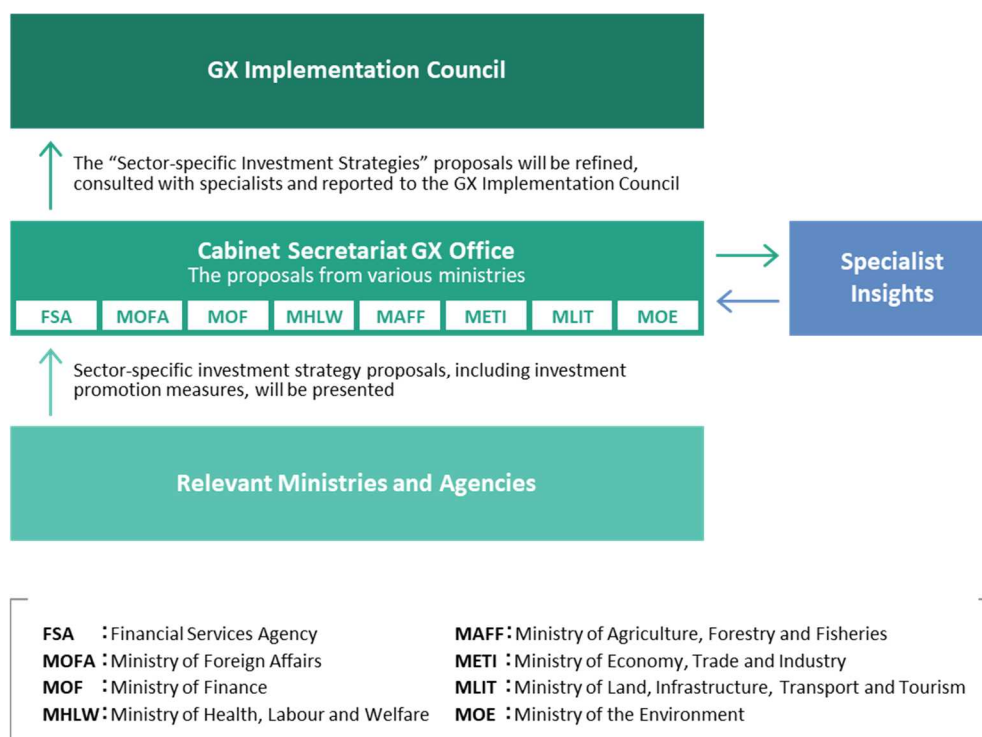 GX Implementation Council
The “Sector-specific Investment Strategies” proposals will be refined,
consulted with specialists and reported to the GX Implementation Council
Cabinet Secretariat GX Office
The proposals from various ministries
FSA MOFA MOF MHLW MAFF METI MLIT MOE
Specialist
Insights
Sector-specific investment strategy proposals, including investment
promotion measures, will be presented
Relevant Ministries and Agencies
FSA : Financial Services Agency
MOFA : Ministry of Foreign Affairs
MOF : Ministry of Finance
MHLW : Ministry of Health, Labour and Welfare
MAFF : Ministry of Agriculture, Forestry and Fisheries
METI : Ministry of Economy, Trade and Industry
MLIT : Ministry of Land, Infrastructure, Transport and Tourism
MOE : Ministry of the Environment